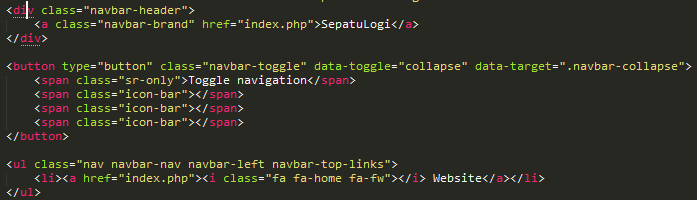 <div class="navbar-header">
    <a class="navbar-brand" href="index.php">SepatuLogi</a>
</div>

<button type="button" class="navbar-toggle" data-toggle="collapse" data-target=".navbar-collapse">
    <span class="sr-only">Toggle navigation</span>
    <span class="icon-bar"></span>
    <span class="icon-bar"></span>
    <span class="icon-bar"></span>
</button>

<ul class="nav navbar-nav navbar-left navbar-top-links">
    <li><a href="index.php"><i class="fa fa-home fa-fw"></i> Website</a></li>
</ul>